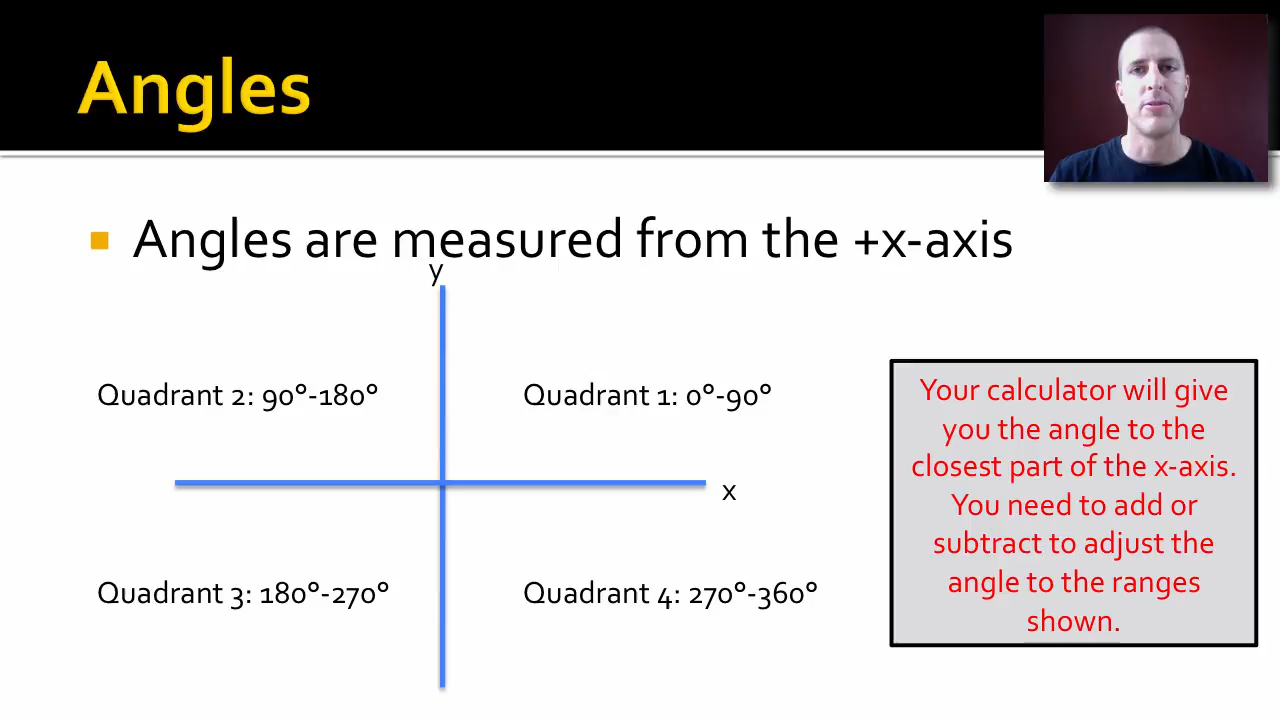 Angles
Angles are measured from the +x-axis
y
Quadrant 2: 90°-180°
Quadrant 1: 0°-90°
x
Quadrant 3: 180°-270°
Quadrant 4: 270°-360°
Your calculator will give
you the angle to the
closest part of the x-axis.
You need to add or
subtract to adjust the
angle to the ranges
shown.